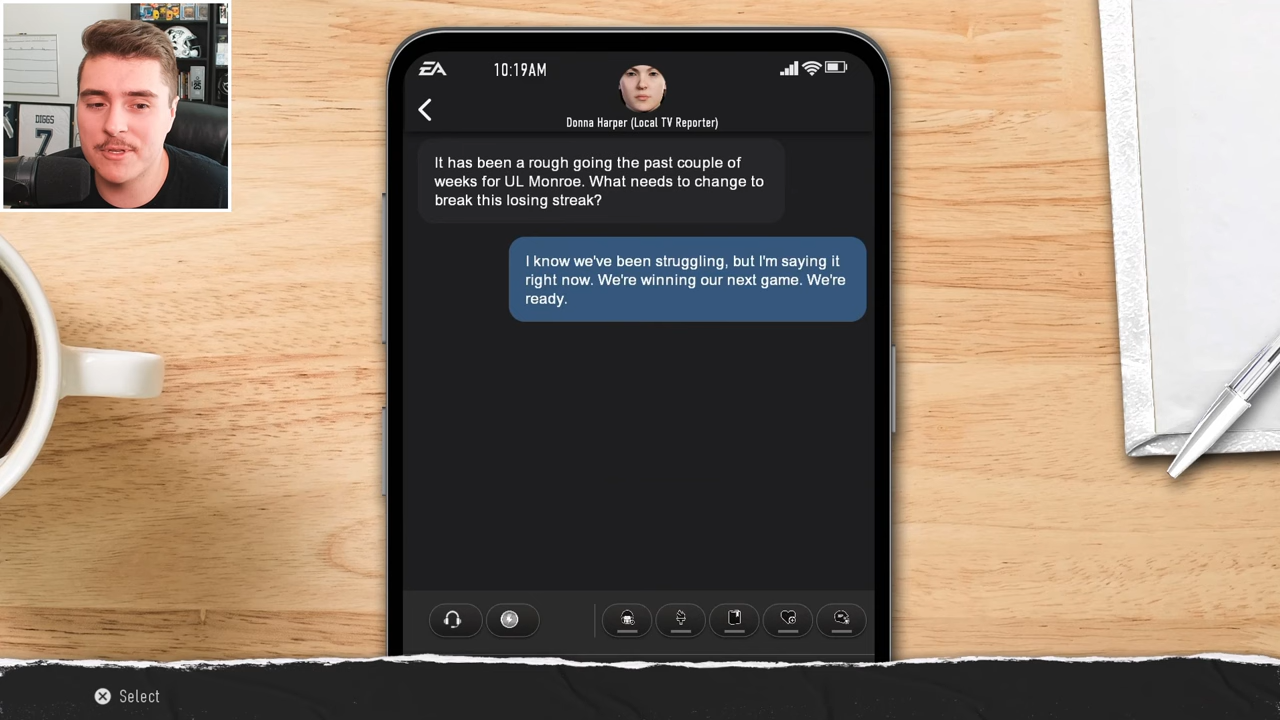 DIGGS
7
EA
10:19AM
Donna Harper (Local TV Reporter)
It has been a rough going the past couple of
weeks for UL Monroe. What needs to change to
break this losing streak?
I know we've been struggling, but I'm saying it
right now. We're winning our next game. We're
ready.
Select